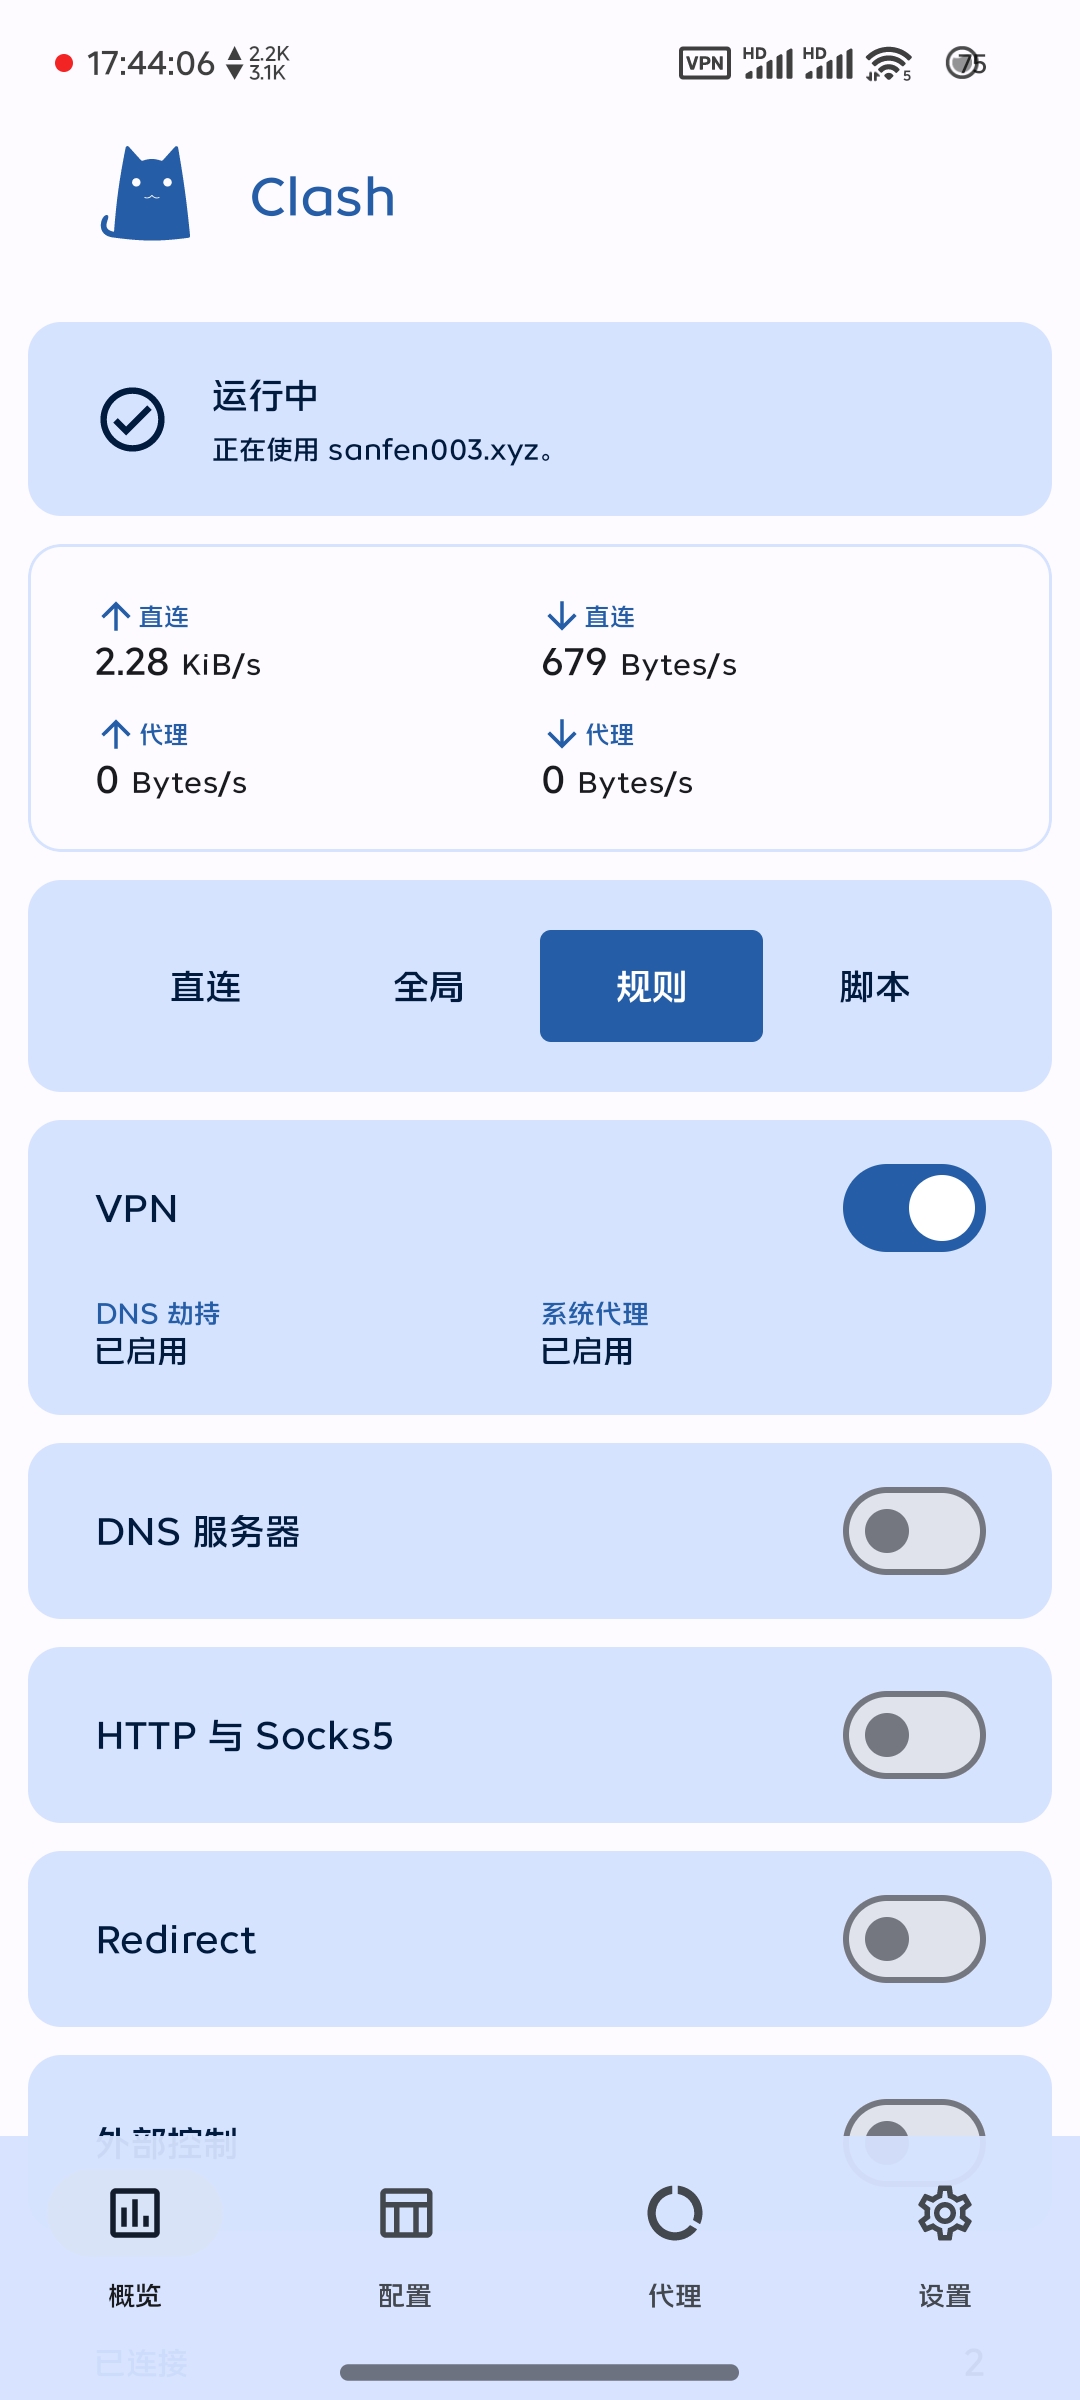 17:44:06 2.2K 3.1K VPN HD HD 5 75
Clash
运行中
正在使用 sanfen003.xyz。
直连 直连
2.28 KiB/s 679 Bytes/s
代理 代理
0 Bytes/s 0 Bytes/s
直连 全局 规则 脚本
VPN
DNS 劫持 系统代理
已启用 已启用
DNS 服务器
HTTP 与 Socks5
Redirect
外部控制
概览 配置 代理 设置
已连接 2